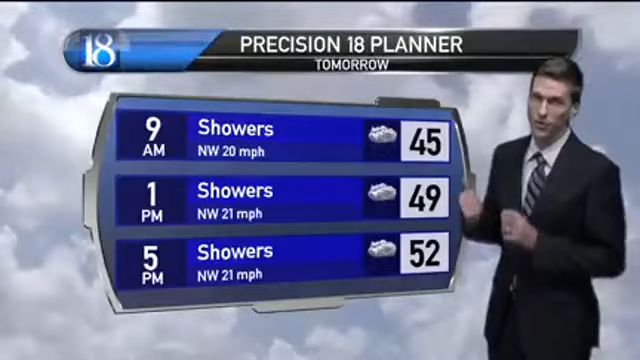 18
PRECISION 18 PLANNER
TOMORROW
9 AM
Showers
NW 20 mph
45
1 PM
Showers
NW 21 mph
49
5 PM
Showers
NW 21 mph
52